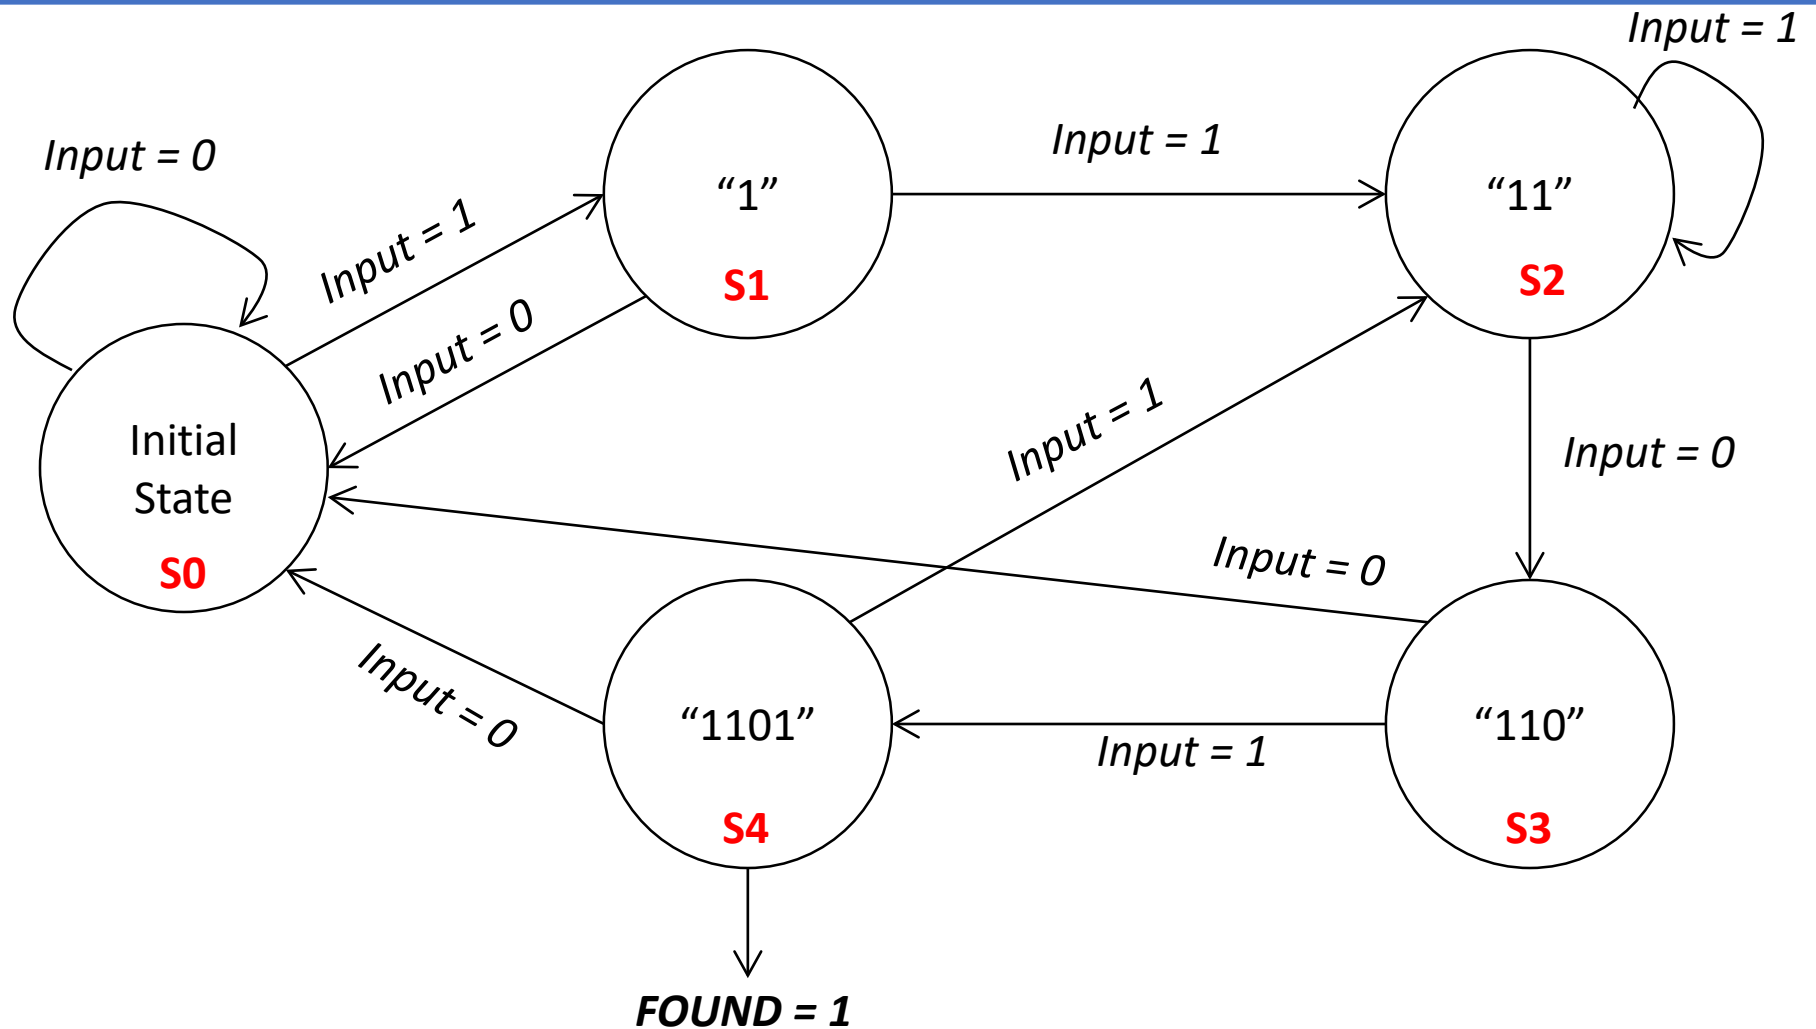 Input = 1
Input = 0
Input = 1
“1”
S1
Input = 1
“11”
S2
Input = 0
Initial
State
S0
Input = 1
Input = 0
Input = 0
Input = 0
“1101”
S4
Input = 1
“110”
S3
FOUND = 1